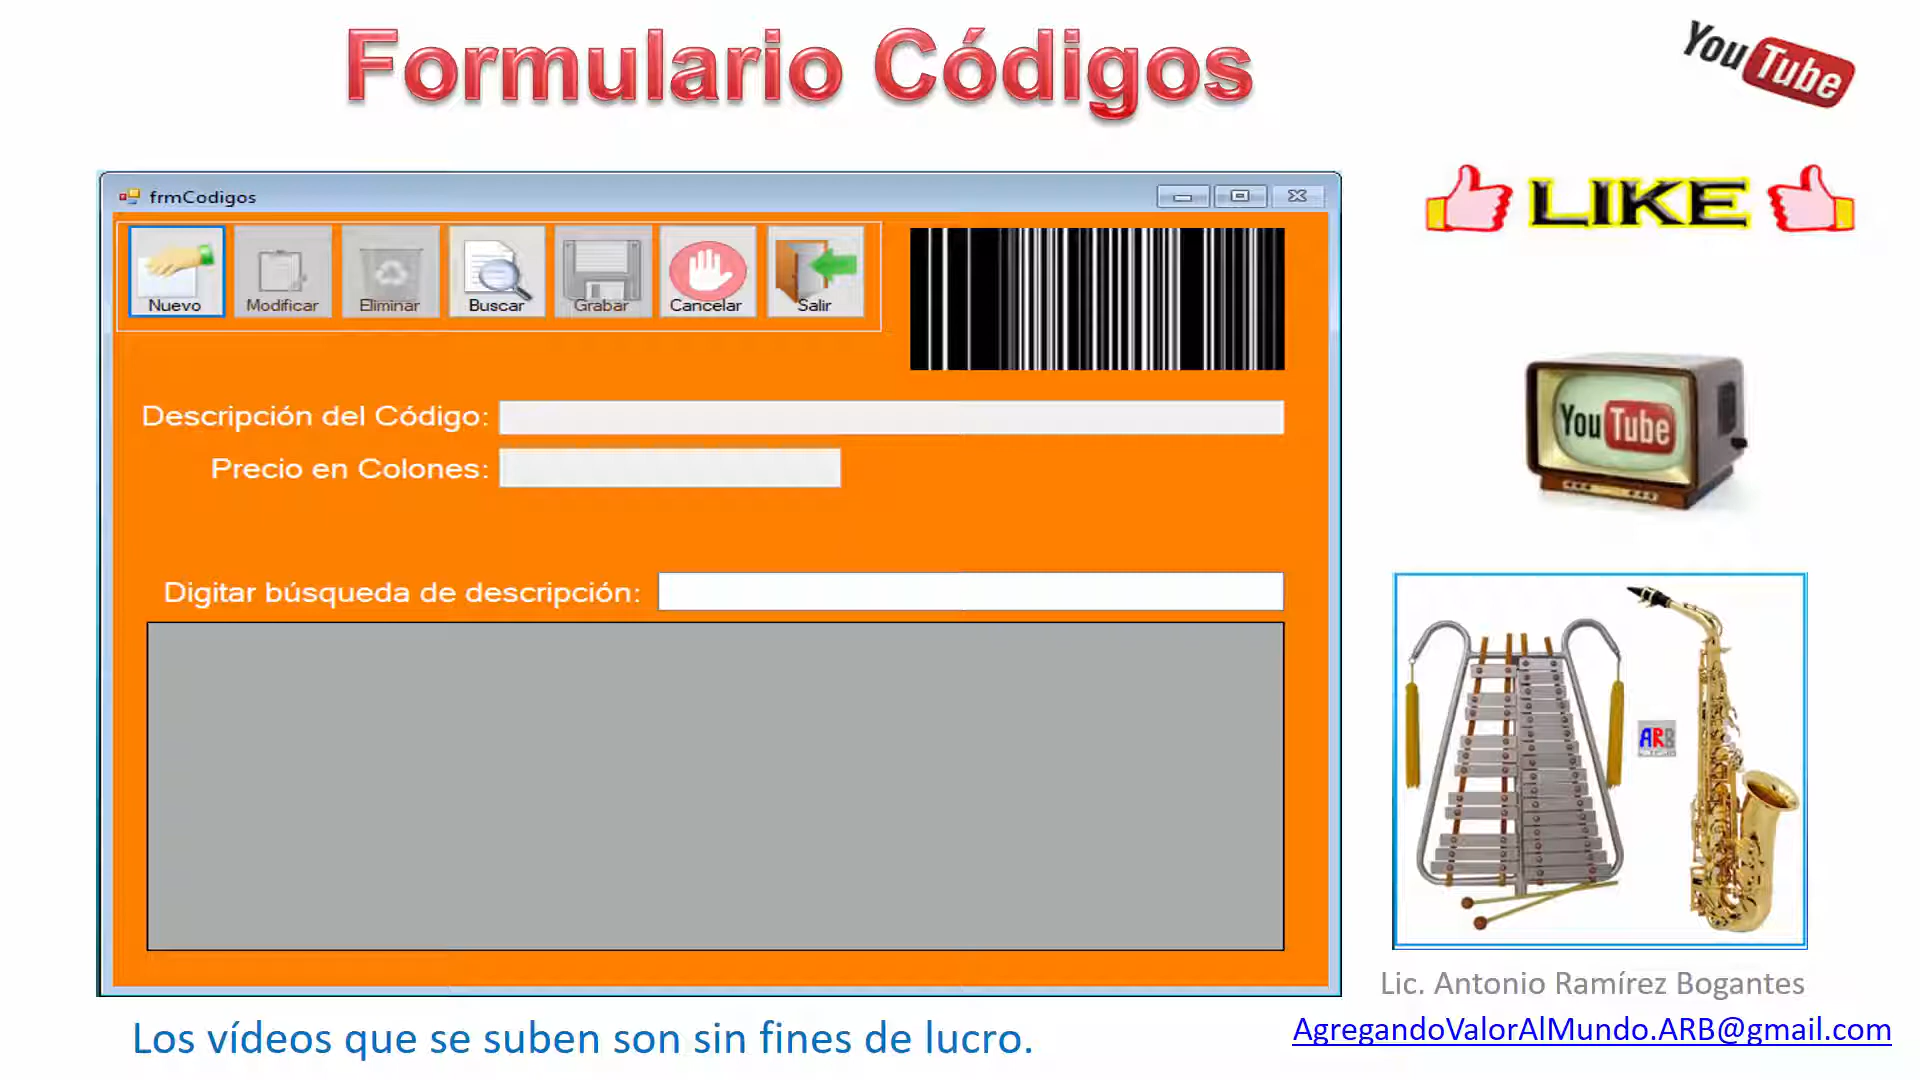 Formulario Códigos
YouTube
LIKE
frmCodigos
Nuevo Modificar Eliminar Buscar Grabar Cancelar Salir
Descripción del Código:
Precio en Colones:
YouTube
Digitar búsqueda de descripción:
ARB
Lic. Antonio Ramírez Bogantes
Los vídeos que se suben son sin fines de lucro.
AgregandoValorAlMundo.ARB@gmail.com